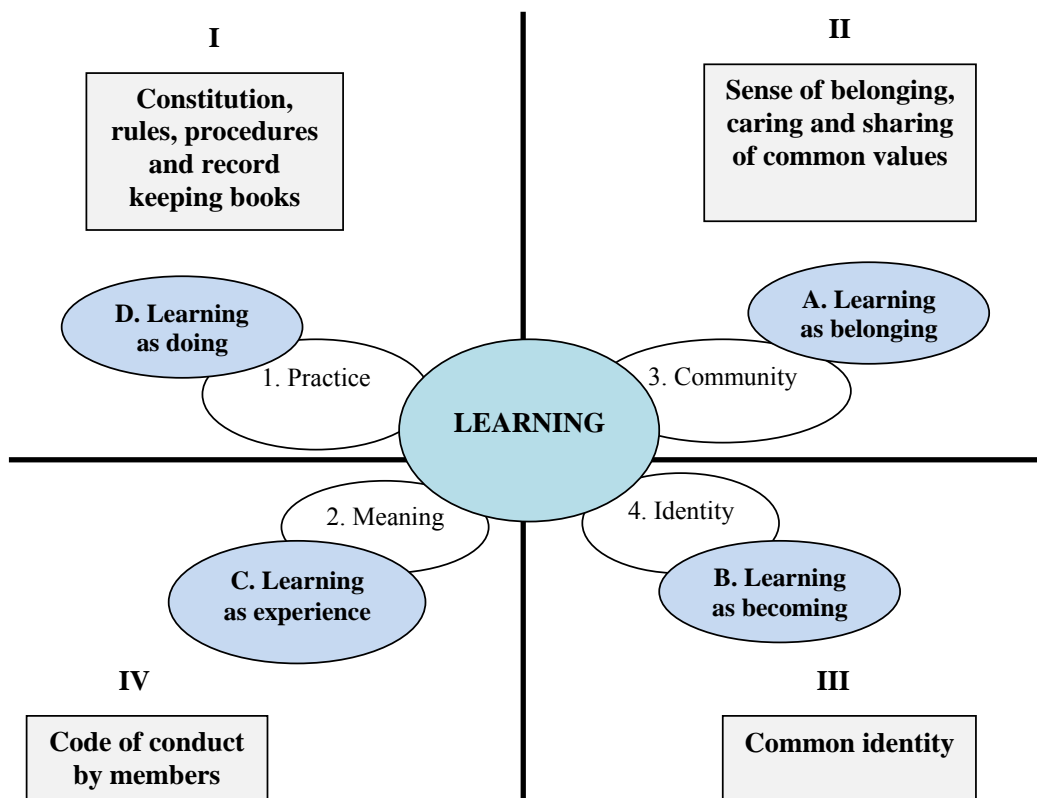 I
Constitution,
rules, procedures
and record
keeping books
II
Sense of belonging,
caring and sharing
of common values
D. Learning
as doing
1. Practice
A. Learning
as belonging
3. Community
LEARNING
2. Meaning
C. Learning
as experience
4. Identity
B. Learning
as becoming
IV
Code of conduct
by members
III
Common identity